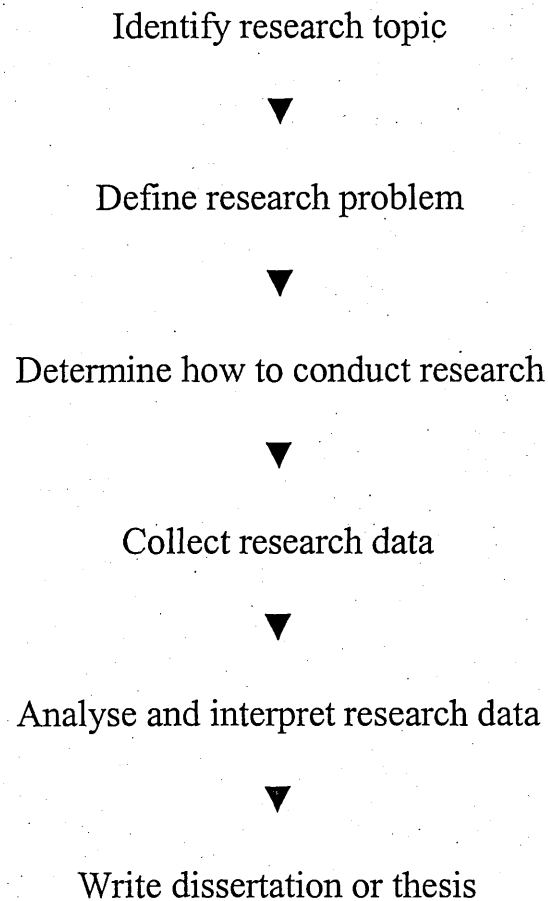 Identify research topic
Define research problem
Determine how to conduct research
Collect research data
Analyse and interpret research data
Write dissertation or thesis